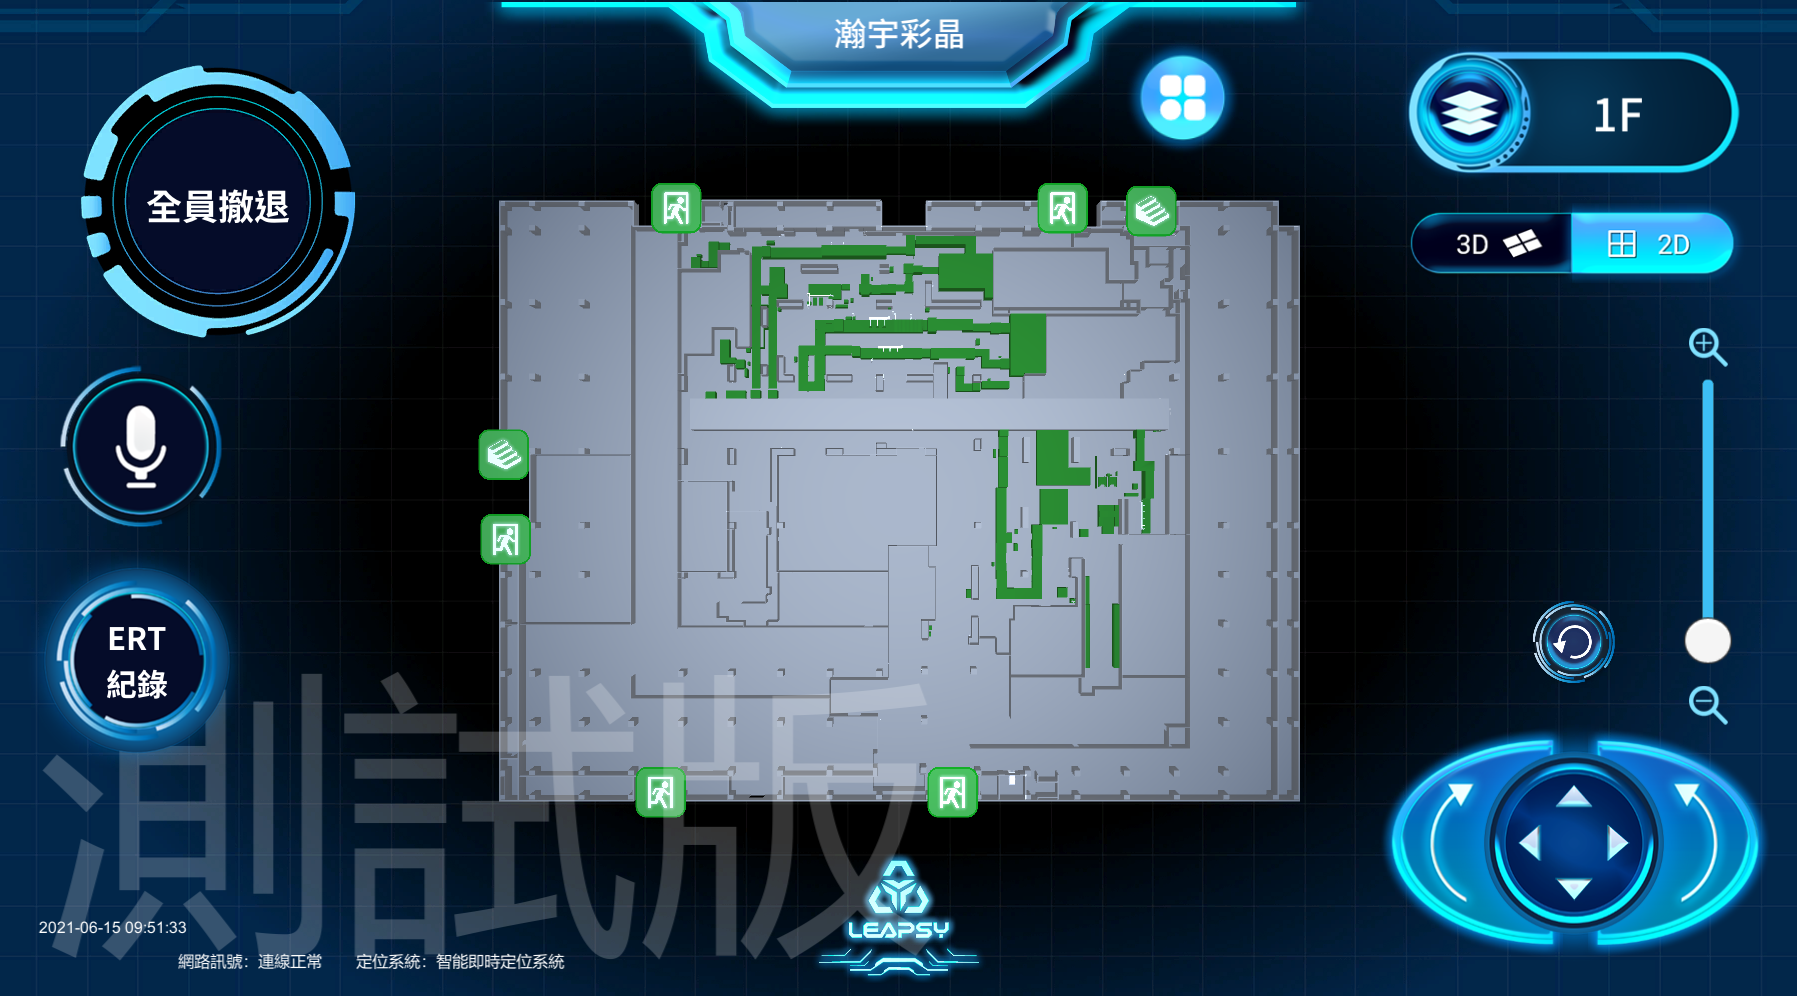 瀚宇彩晶
全員撤退
1F
3D
2D
ERT
紀錄
測試版
LEAPSY
2021-06-15 09:51:33
網路訊號: 連線正常 定位系統: 智能即時定位系統